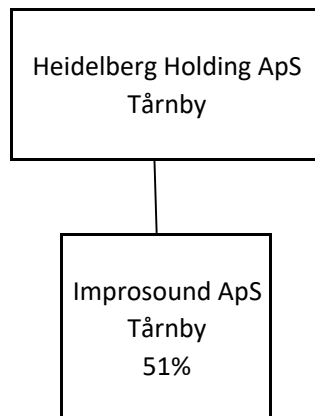 Heidelberg Holding ApS
Tårnby
Improsound ApS
Tårnby
51%